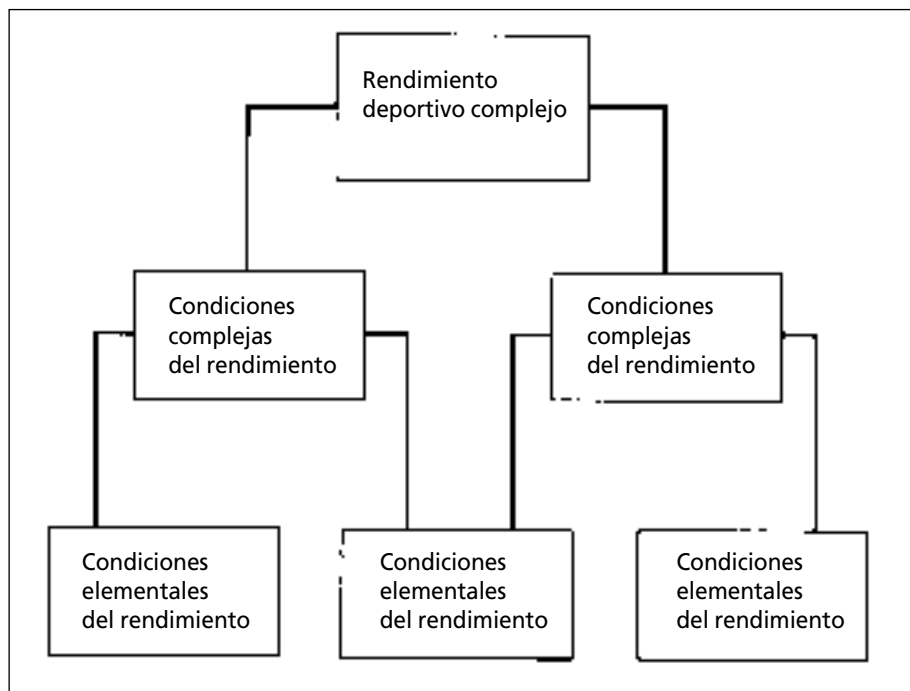 Rendimiento
deportivo complejo
Condiciones
complejas
del rendimiento
Condiciones
complejas
del rendimiento
Condiciones
elementales
del rendimiento
Condiciones
elementales
del rendimiento
Condiciones
elementales
del rendimiento